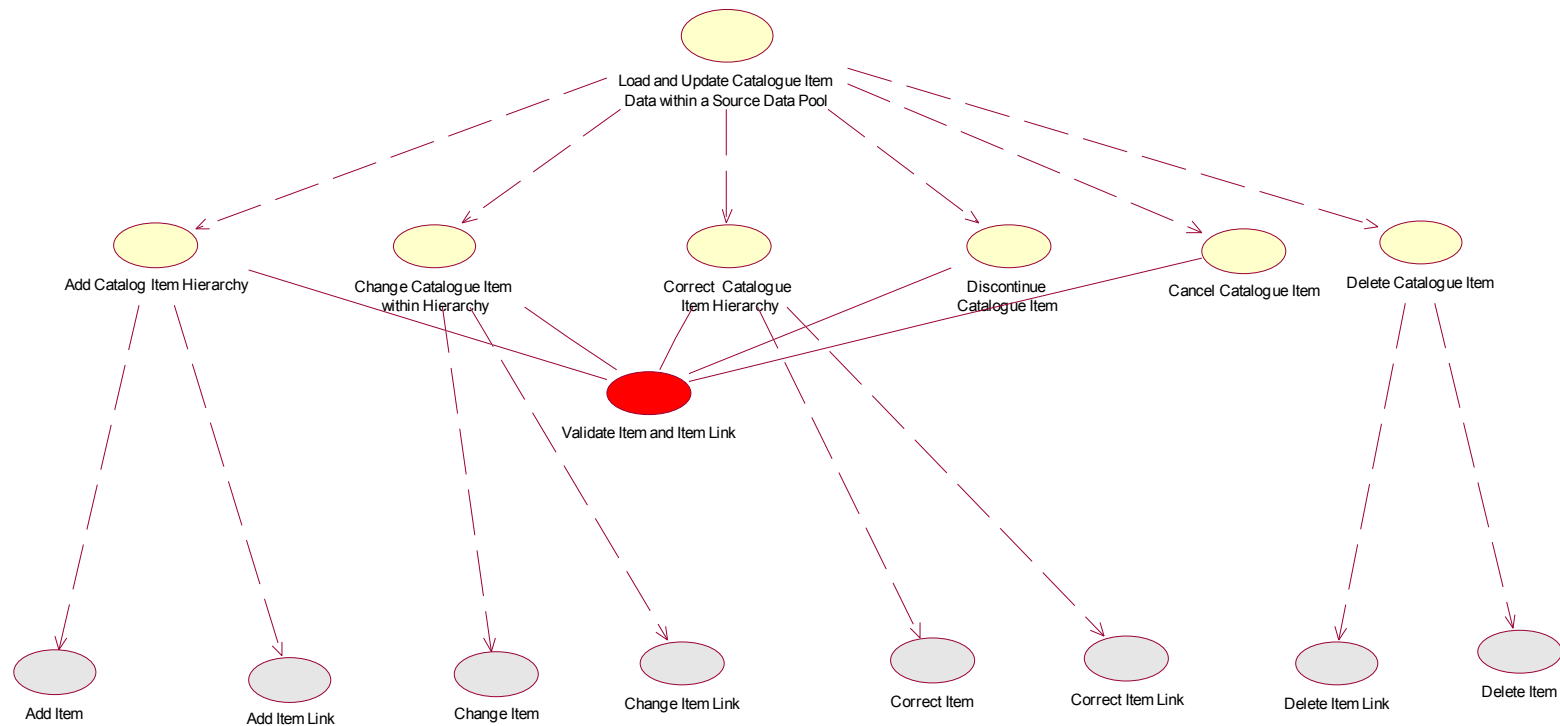 Load and Update Catalogue Item
Data within a Source Data Pool
Add Catalog Item Hierarchy
Change Catalogue Item
within Hierarchy
Correct Catalogue
Item Hierarchy
Discontinue
Catalogue Item
Cancel Catalogue Item
Delete Catalogue Item
Validate Item and Item Link
Add Item
Add Item Link
Change Item
Change Item Link
Correct Item
Correct Item Link
Delete Item Link
Delete Item